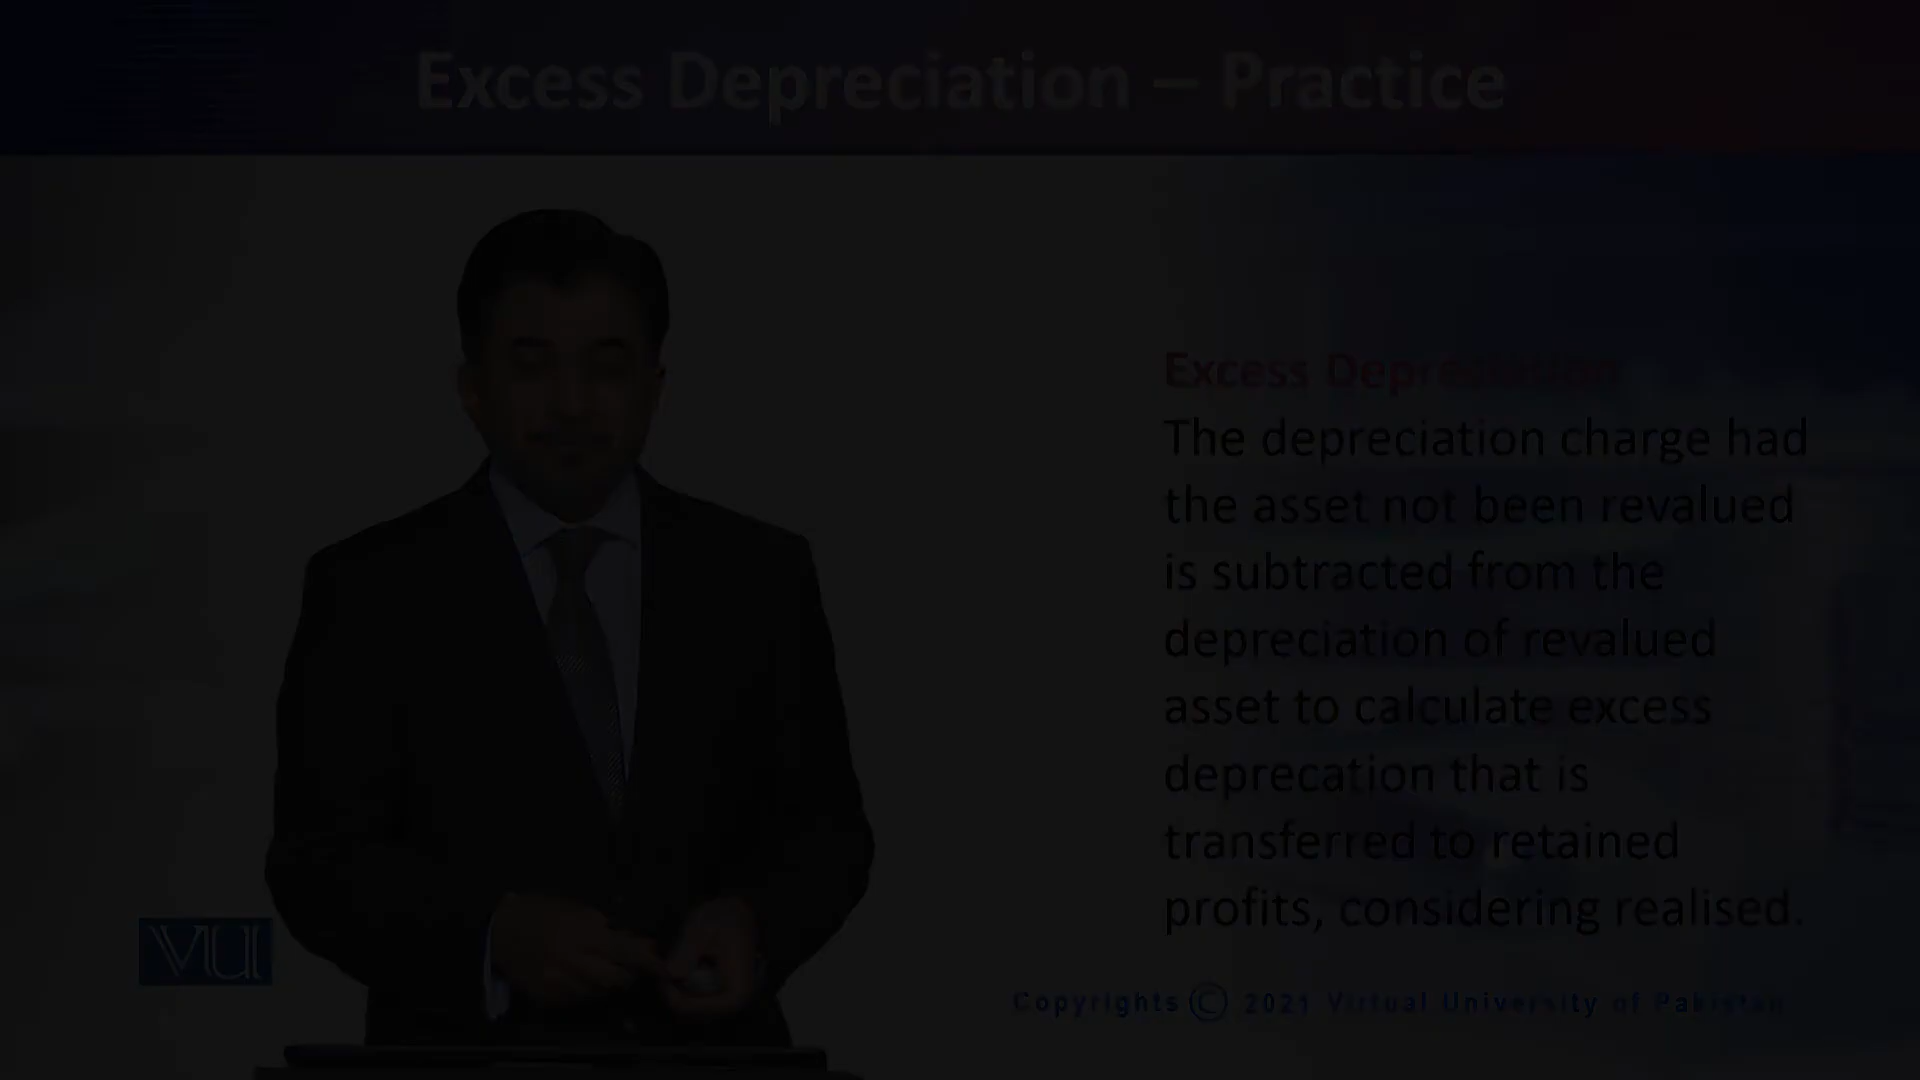 Excess Depreciation – Practice
Excess Depreciation
The depreciation charge had
the asset not been revalued
is subtracted from the
depreciation of revalued
asset to calculate excess
deprecation that is
transferred to retained
profits, considering realised.
VU
Copyrights © 2021 Virtual University of Pakistan